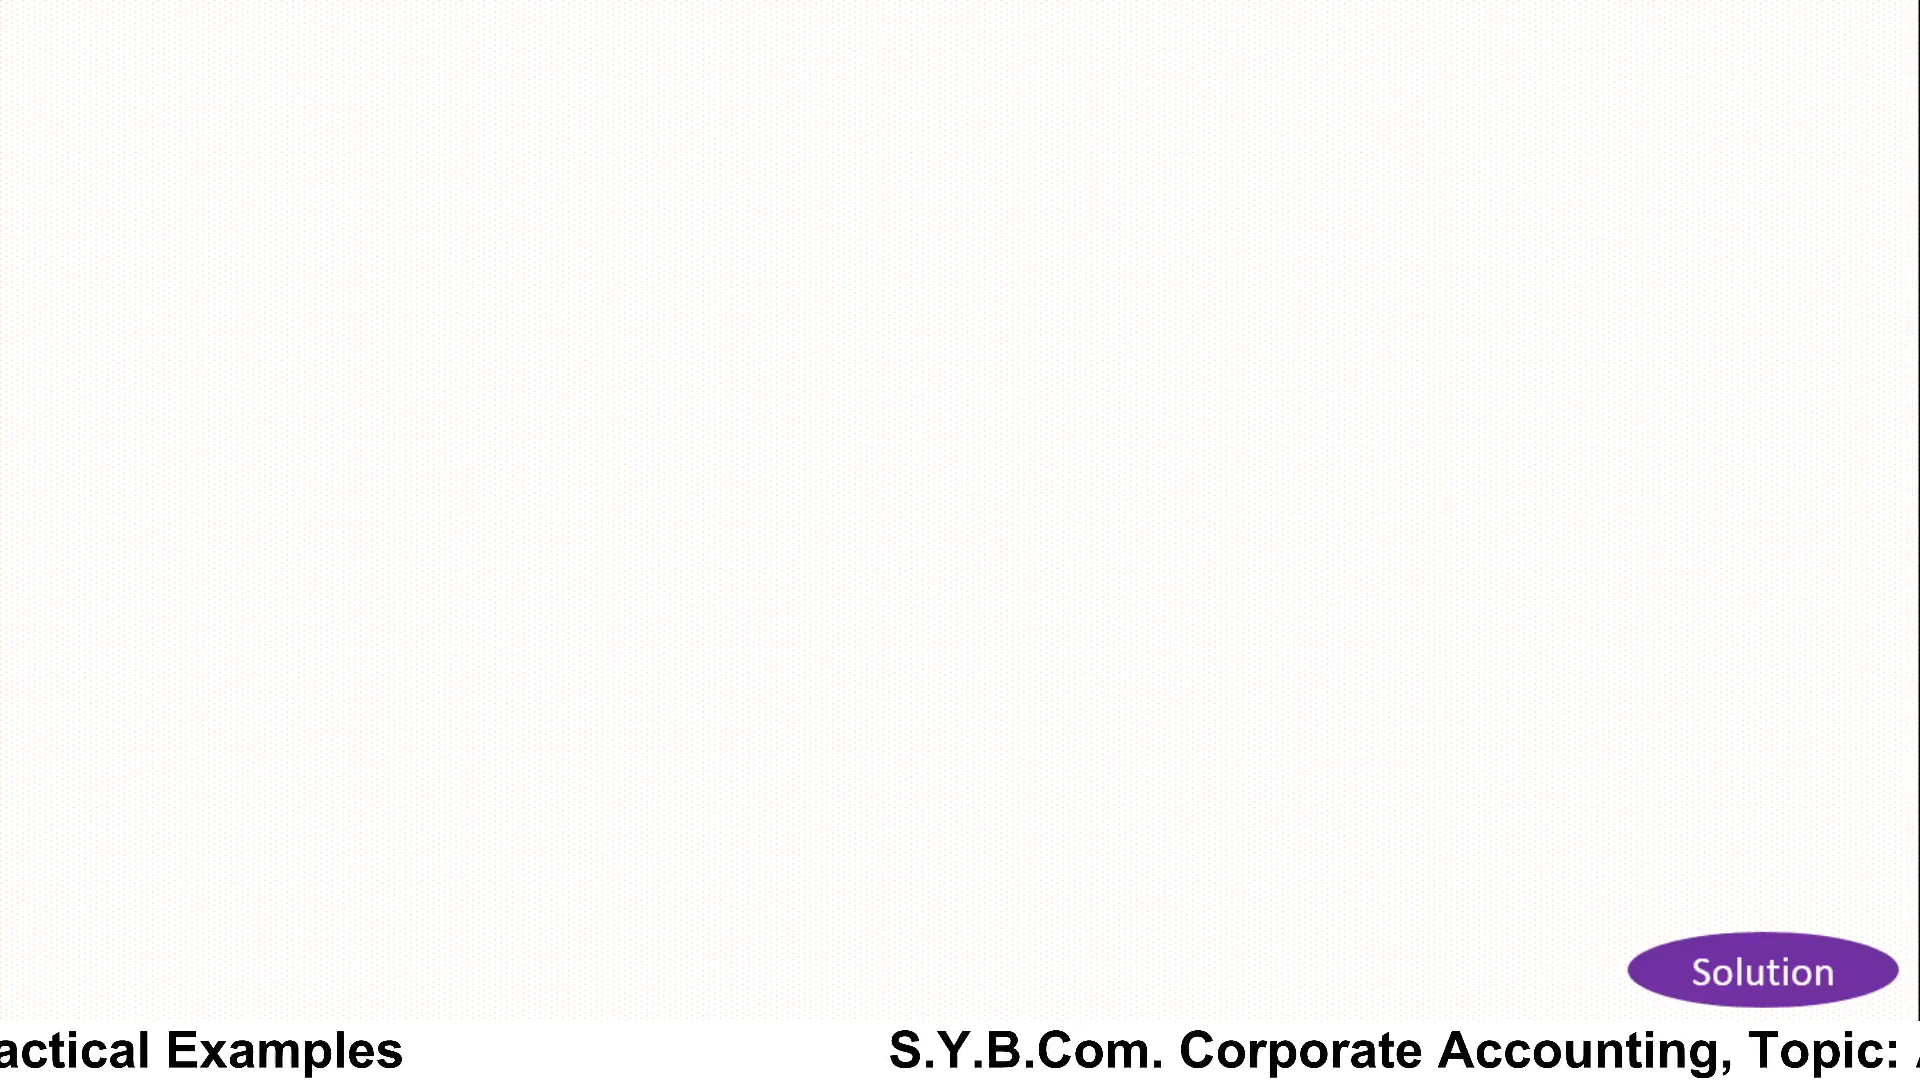 Solution
actical Examples
S.Y.B.Com. Corporate Accounting, Topic: